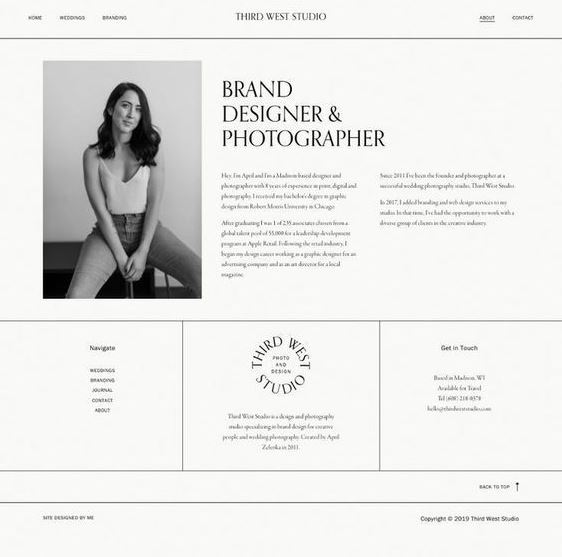 HOME WEDDINGS BRANDING THIRD WEST STUDIO ABOUT CONTACT
BRAND
DESIGNER &
PHOTOGRAPHER
Hey, I'm April and I'm a Madison based designer and
photographer with 8 years of experience in print, digital and
photography. I received my bachelor's degree in graphic
design from Robert Morris University in Chicago.
After graduating I was 1 of 235 associates chosen from a
global talent pool of 55,000 for a leadership development
program at Apple Retail. Following the retail industry, I
began my design career working as a graphic designer for an
advertising company and as an art director for a local
magazine.
Since 2011 I've been the founder and photographer at a
successful wedding photography studio, Third West Studio.
In 2017, I added branding and web design services to my
studio. In that time, I've had the opportunity to work with a
diverse group of clients in the creative industry.
Navigate
WEDDINGS
BRANDING
JOURNAL
CONTACT
ABOUT
THIRD WEST
PHOTO
AND
DESIGN
STUDIO
Third West Studio is a design and photography
studio specializing in brand design for creative
people and wedding photography. Created by April
Zelenka in 2011.
Get in Touch
Based in Madison, WI
Available for Travel
Tel (608) 218-0378
hello@thirdweststudio.com
BACK TO TOP
SITE DESIGNED BY ME
Copyright © 2019 Third West Studio